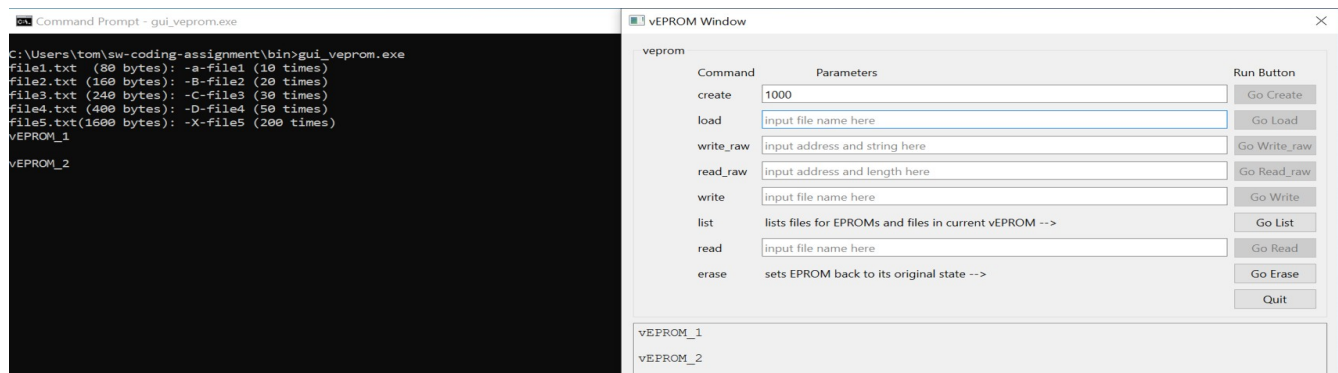 Command Prompt - gui_veprom.exe
C:\Users\tom\sw-coding-assignment\bin>gui_veprom.exe
file1.txt  (80 bytes): -a-file1 (10 times)
file2.txt (160 bytes): -B-file2 (20 times)
file3.txt (240 bytes): -C-file3 (30 times)
file4.txt (400 bytes): -D-file4 (50 times)
file5.txt(1600 bytes): -X-file5 (200 times)
vEPROM_1
vEPROM_2
vEPROM Window
veprom
Command Parameters Run Button
create 1000 Go Create
load input file name here Go Load
write_raw input address and string here Go Write_raw
read_raw input address and length here Go Read_raw
write input file name here Go Write
list lists files for EPROMs and files in current vEPROM --> Go List
read input file name here Go Read
erase sets EPROM back to its original state --> Go Erase
Quit
vEPROM_1
vEPROM_2